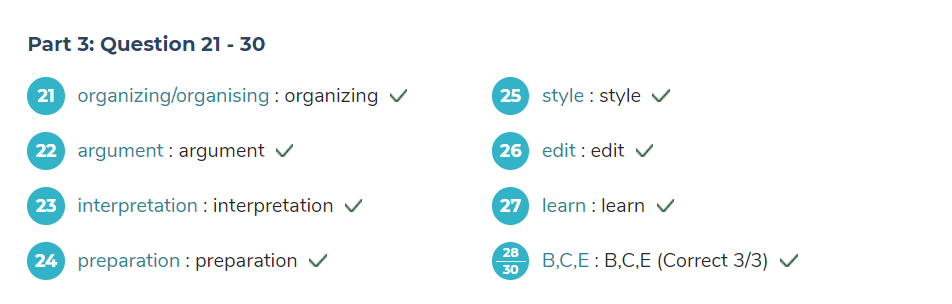 Part 3: Question 21 - 30
21 organizing/organising : organizing
22 argument : argument
23 interpretation : interpretation
24 preparation : preparation
25 style : style
26 edit : edit
27 learn : learn
28
30 B,C,E : B,C,E (Correct 3/3)